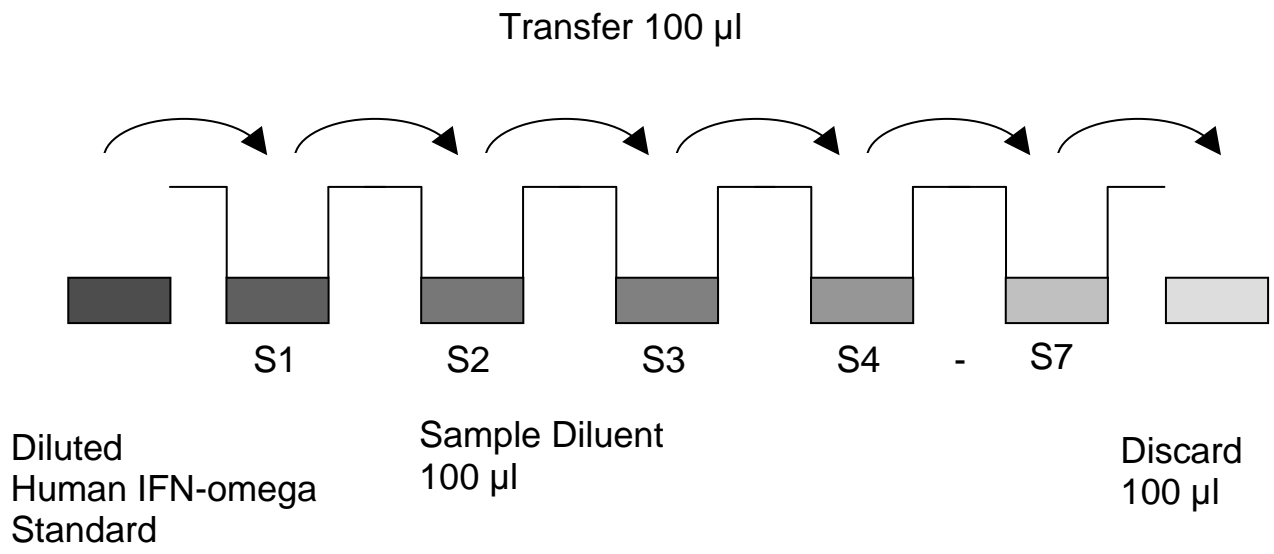 Transfer 100 µl
S1 S2 S3 S4 - S7
Diluted
Human IFN-omega
Standard
Sample Diluent
100 µl
Discard
100 µl